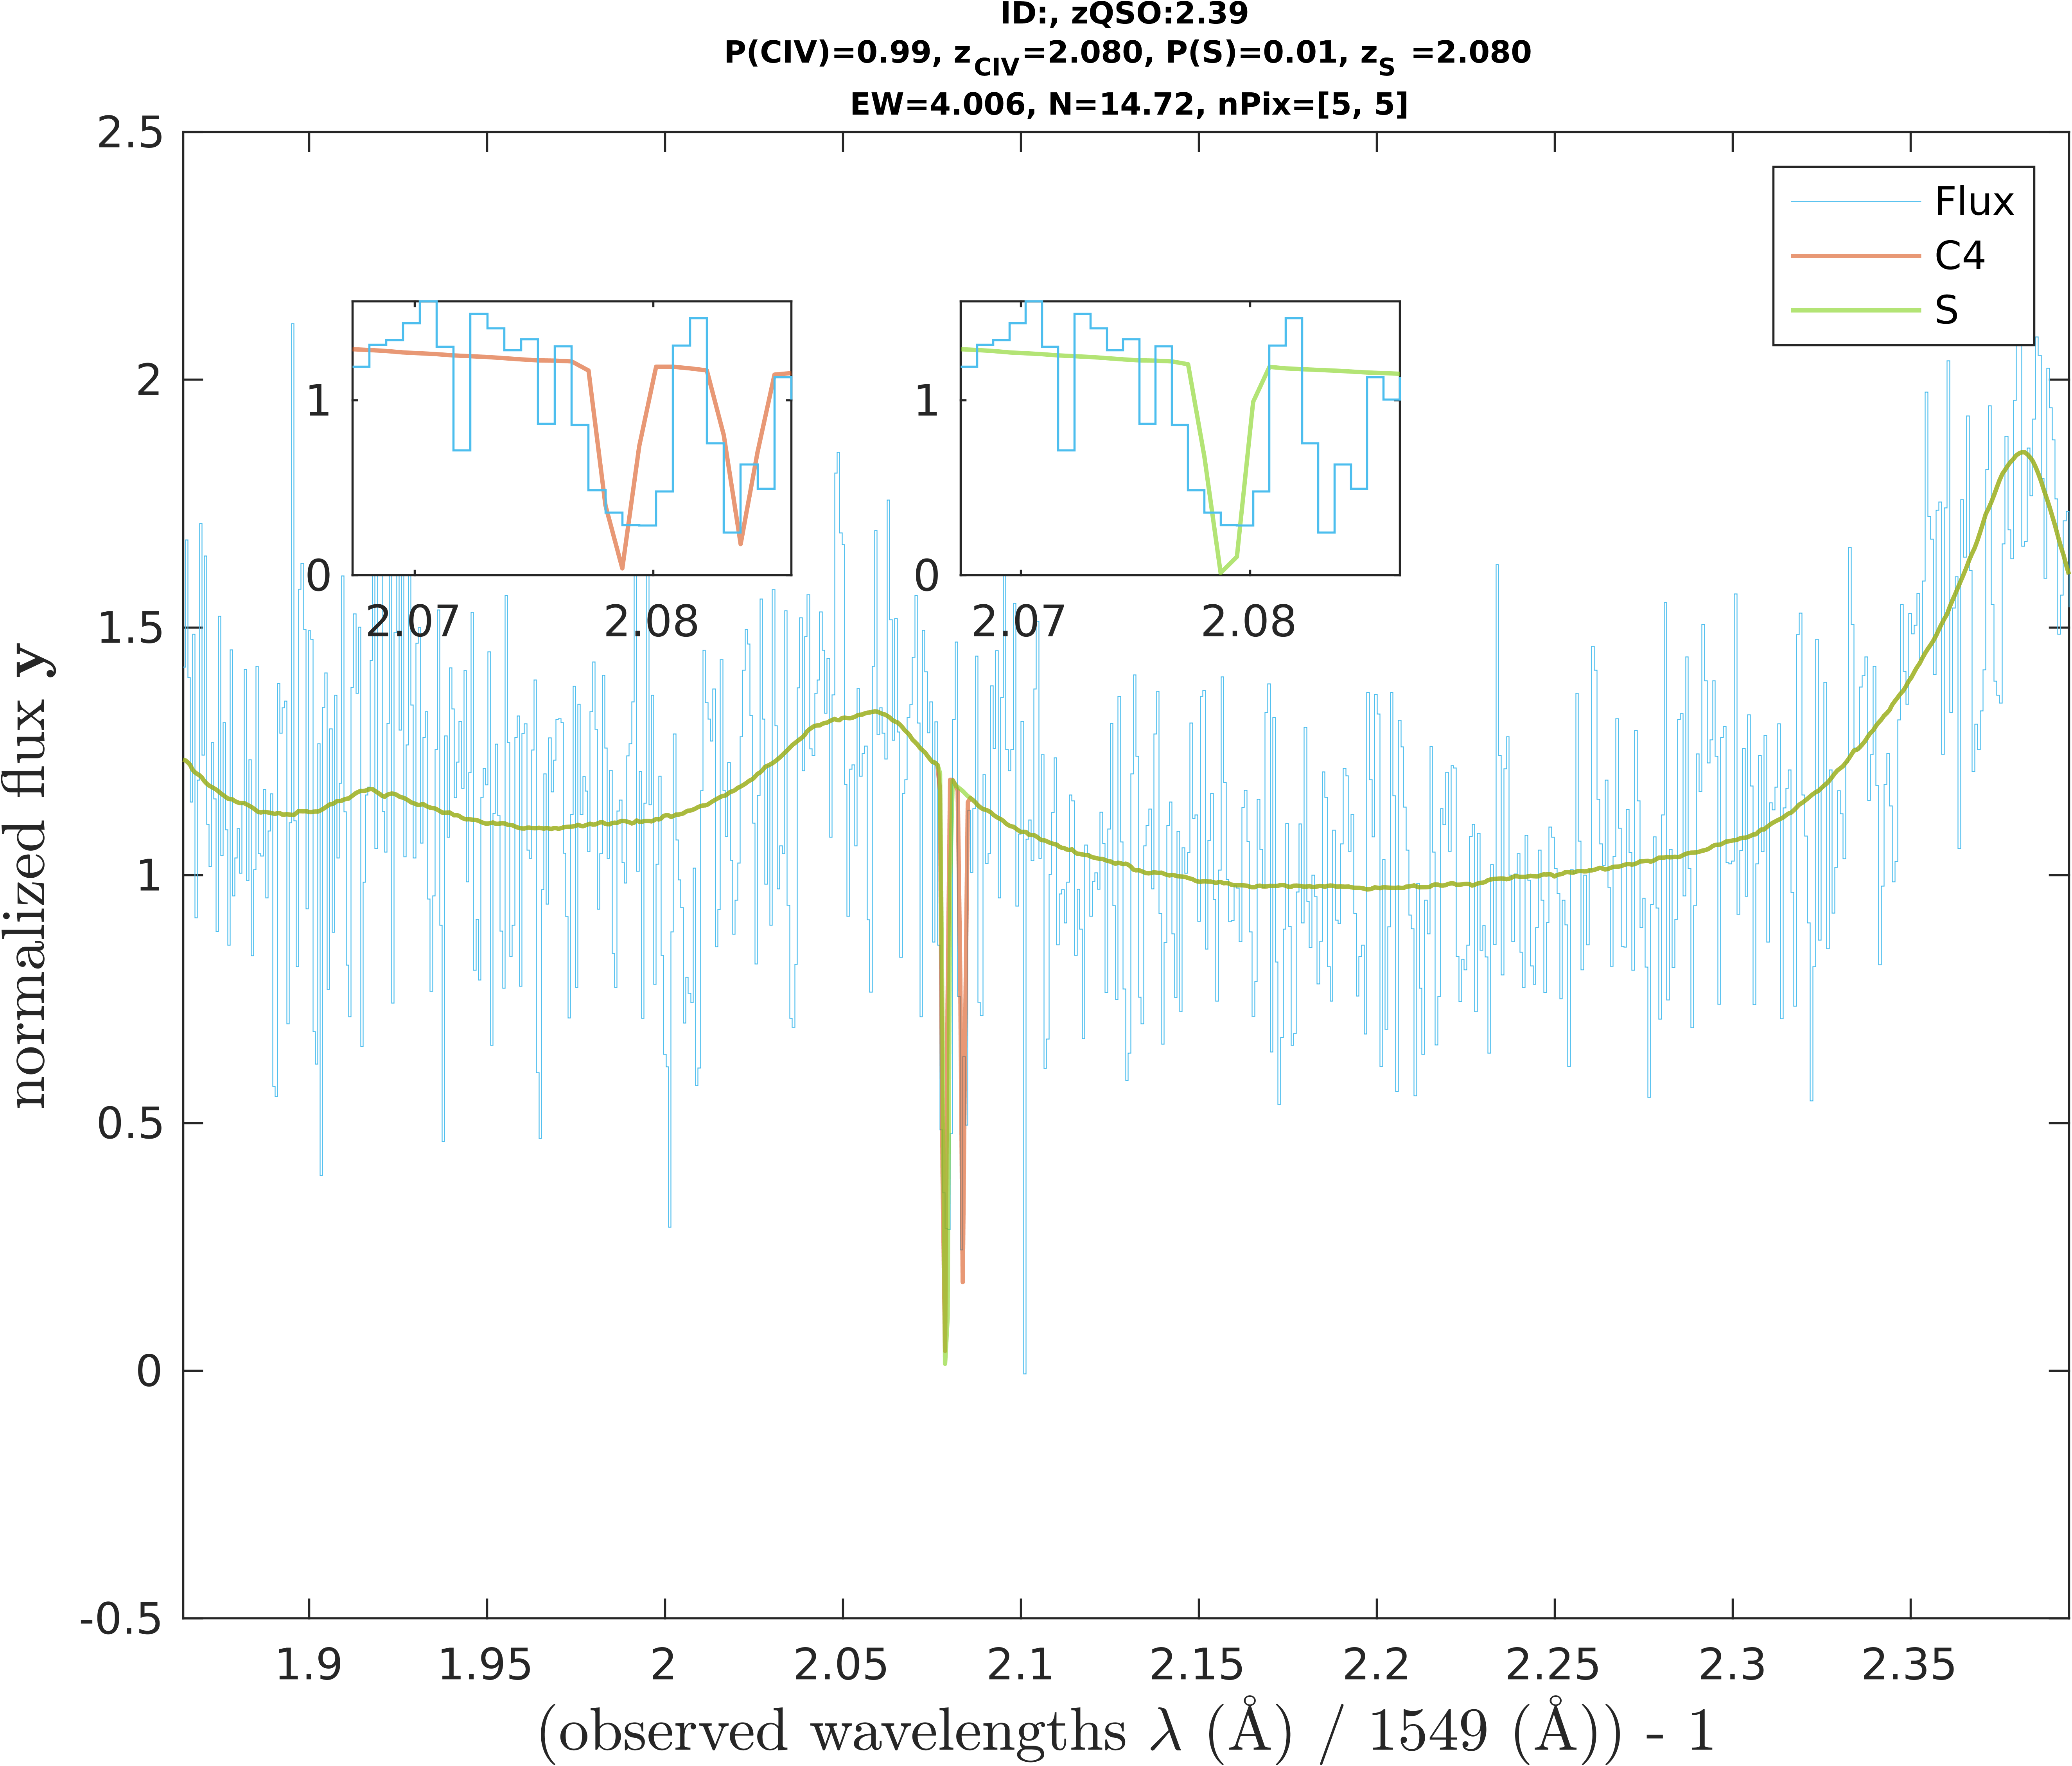 ID:, zQSO:2.39
P(CIV)=0.99, zCIV=2.080, P(S)=0.01, zS =2.080
EW=4.006, N=14.72, nPix=[5, 5]
2.5
2
1.5
1
0.5
0
-0.5
normalized flux y
Flux
C4
S
1
0
2.07 2.08
1
0
2.07 2.08
1.9 1.95 2 2.05 2.1 2.15 2.2 2.25 2.3 2.35
(observed wavelengths λ (Å) / 1549 (Å)) - 1